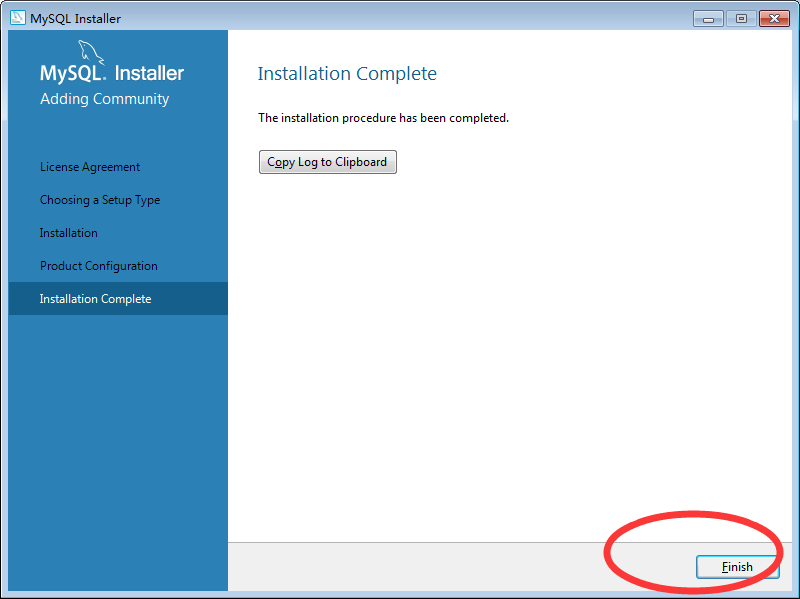 MySQL Installer
MySQL. Installer
Adding Community
License Agreement
Choosing a Setup Type
Installation
Product Configuration
Installation Complete
Installation Complete
The installation procedure has been completed.
Copy Log to Clipboard
Finish